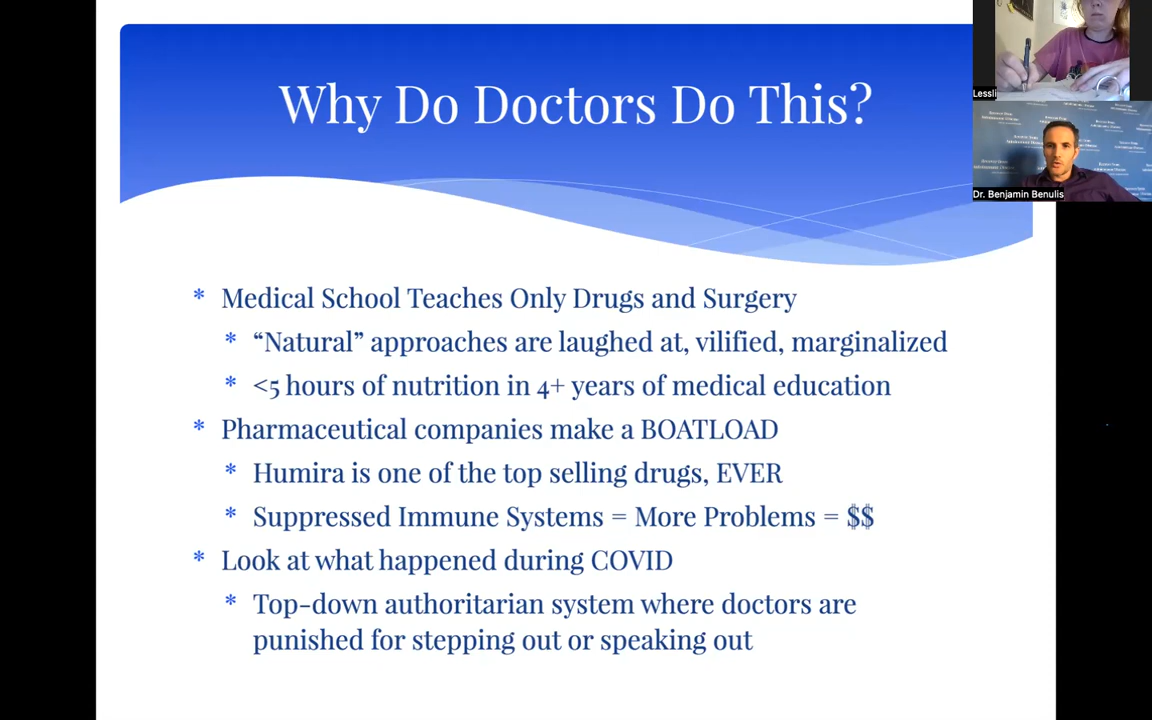 Why Do Doctors Do This?
Lessli
Dr. Benjamin Benulis
* Medical School Teaches Only Drugs and Surgery
* “Natural” approaches are laughed at, vilified, marginalized
* <5 hours of nutrition in 4+ years of medical education
* Pharmaceutical companies make a BOATLOAD
* Humira is one of the top selling drugs, EVER
* Suppressed Immune Systems = More Problems = $$
* Look at what happened during COVID
* Top-down authoritarian system where doctors are
punished for stepping out or speaking out